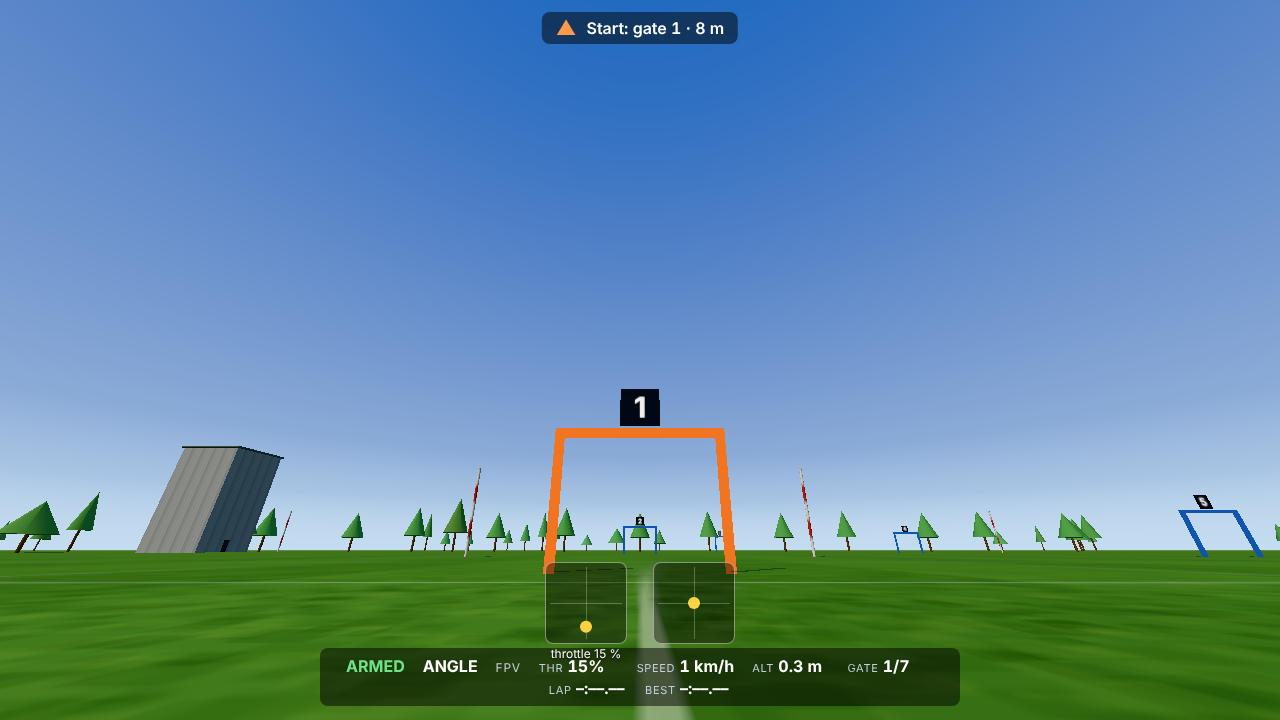 Start: gate 1 · 8 m
1
2
5
throttle 15 %
ARMED ANGLE FPV THR 15% SPEED 1 km/h ALT 0.3 m GATE 1/7
LAP –:––.–– BEST –:––.––